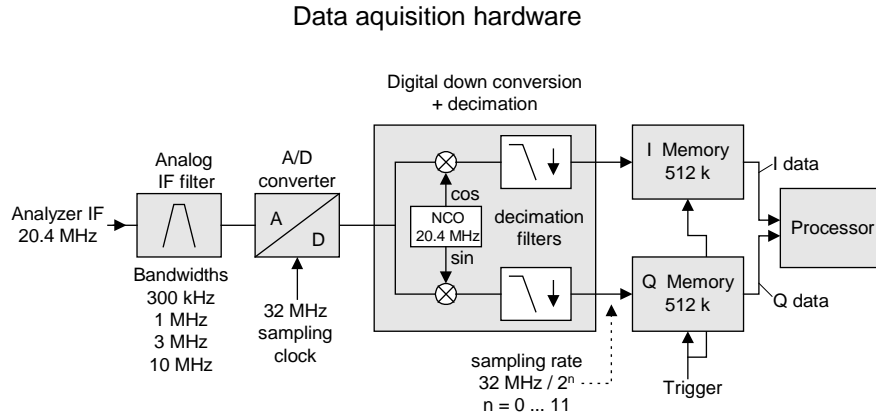 Data aquisition hardware
Digital down conversion
+ decimation
Analog
IF filter
A/D
converter
Analyzer IF
20.4 MHz
A
D
cos
NCO
20.4 MHz
sin
decimation
filters
I Memory
512 k
I data
Processor
Q Memory
512 k
Q data
Bandwidths
300 kHz
1 MHz
3 MHz
10 MHz
32 MHz
sampling
clock
sampling rate
32 MHz / 2ⁿ
n = 0 ... 11
Trigger